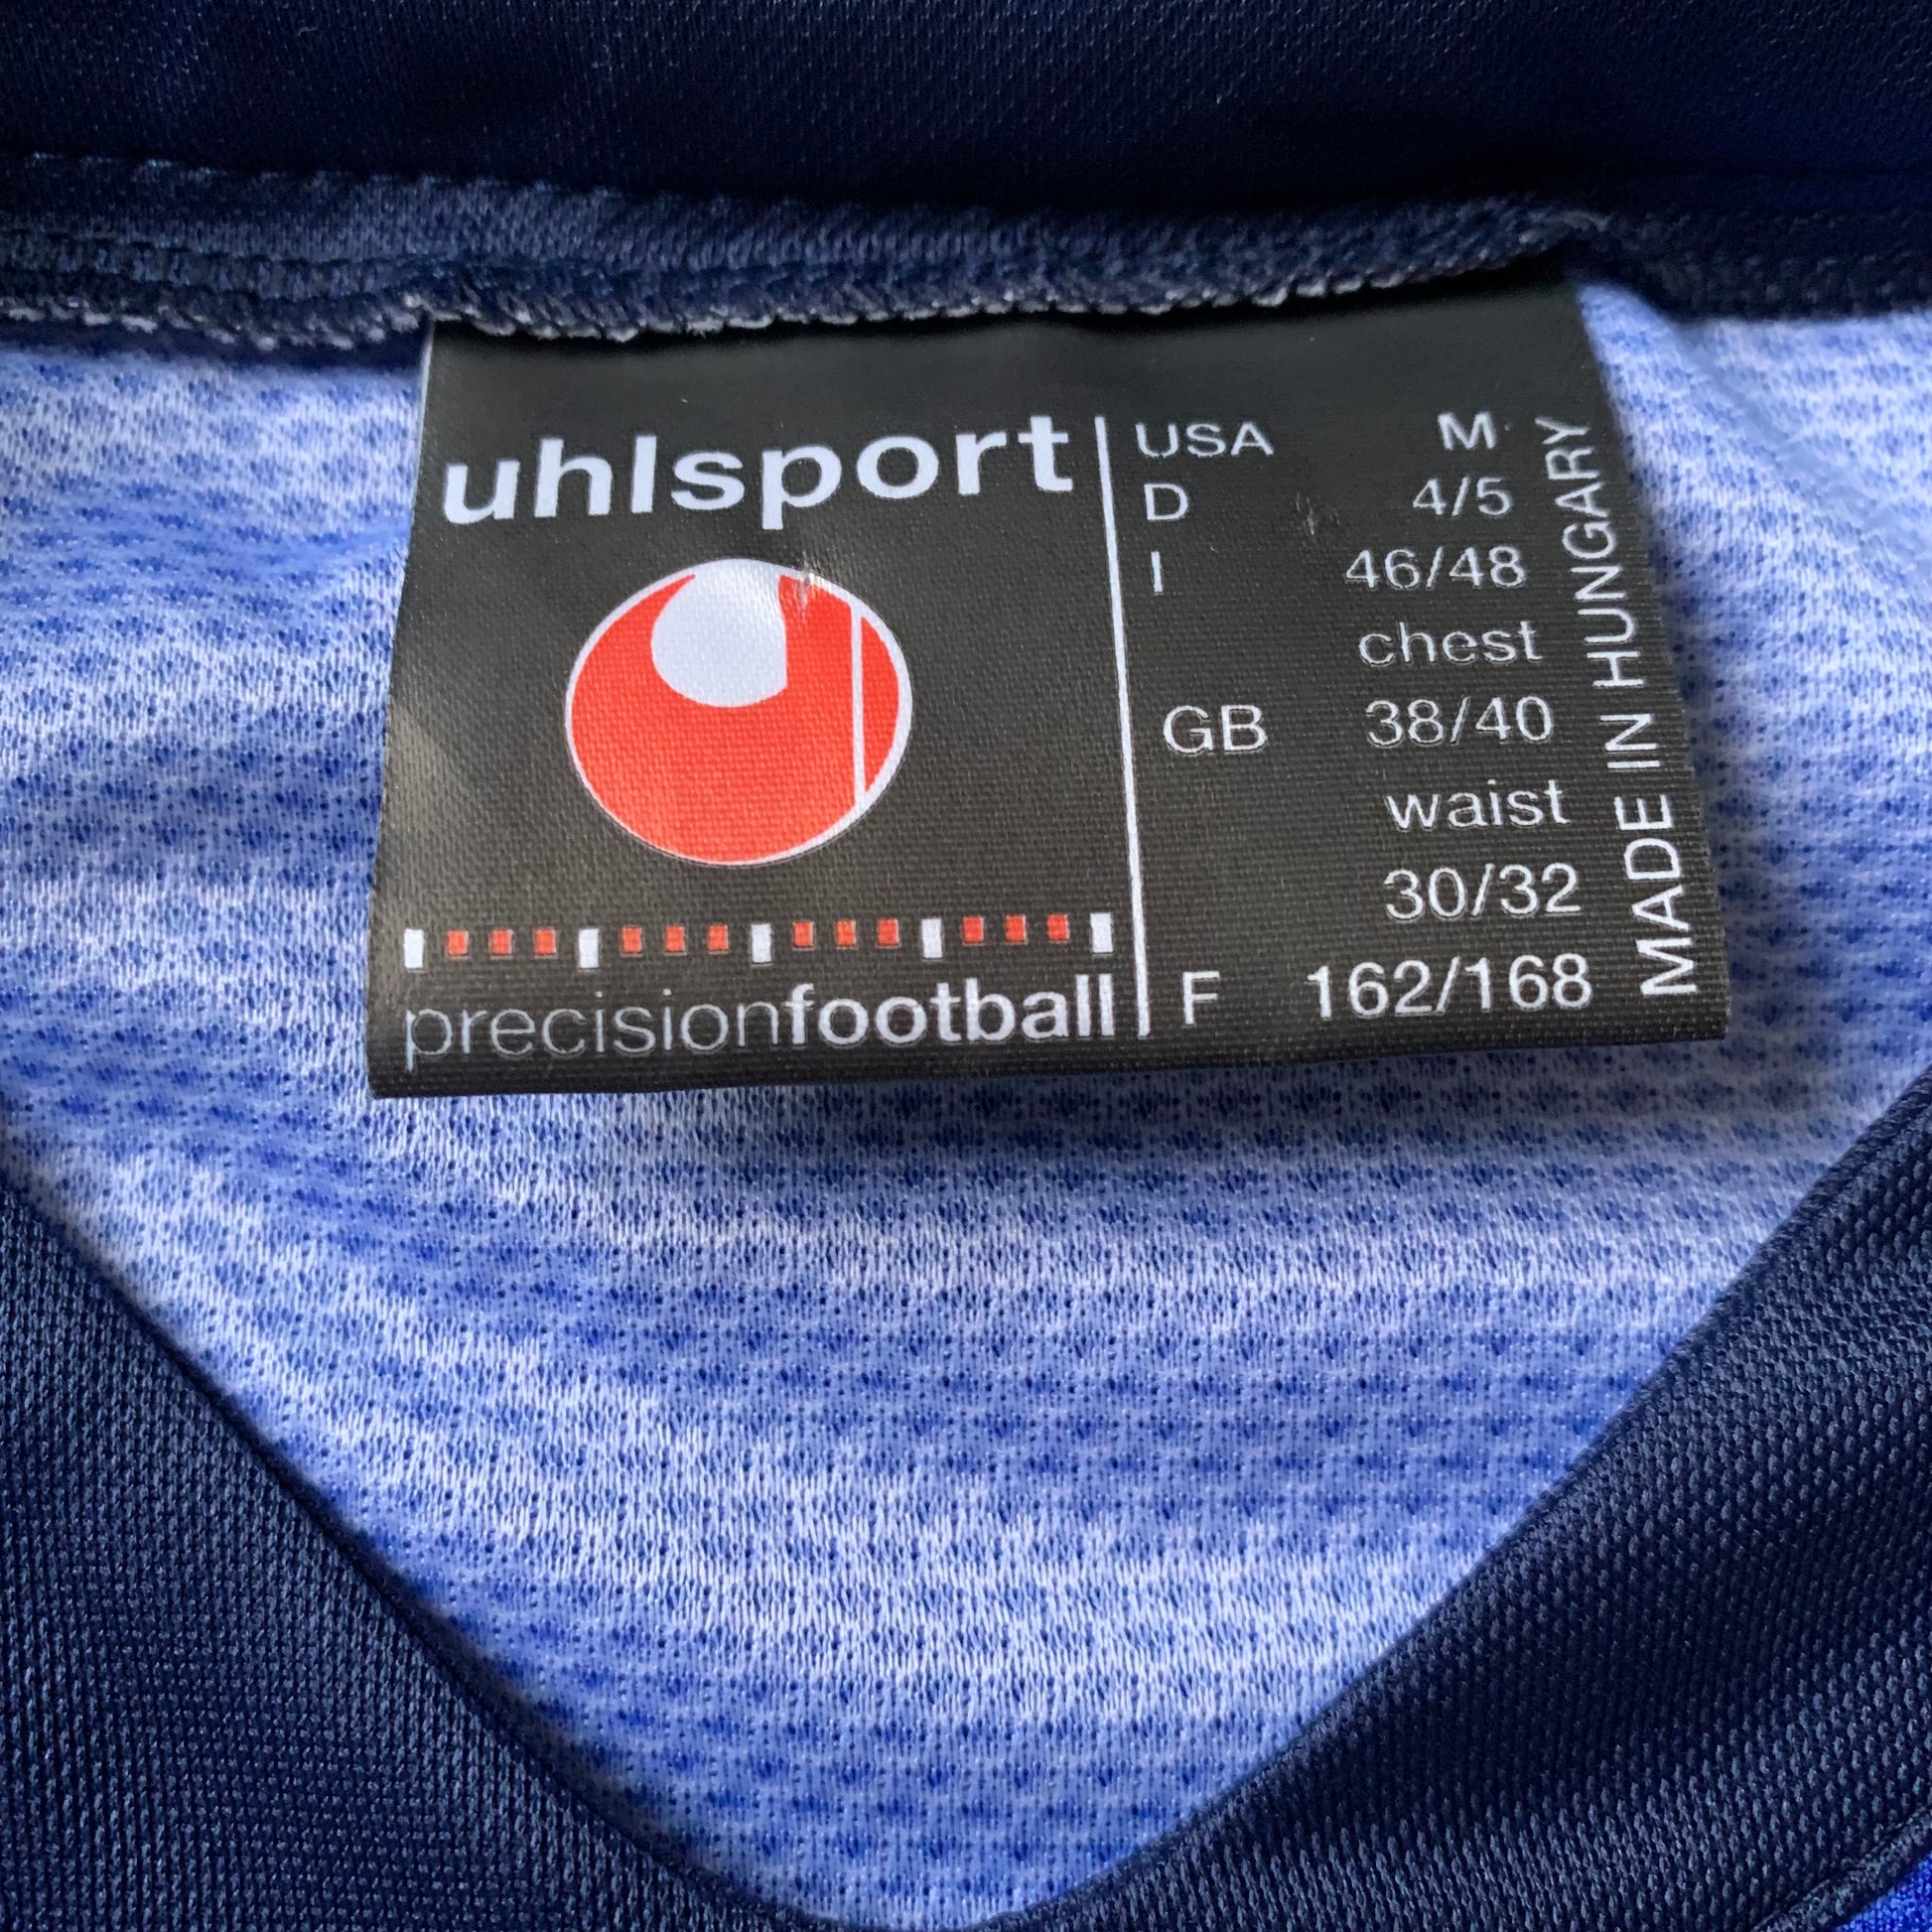 uhlsport
precisionfootball
USA M
D 4/5
I 46/48
chest
GB 38/40
waist
30/32
F 162/168
MADE IN HUNGARY